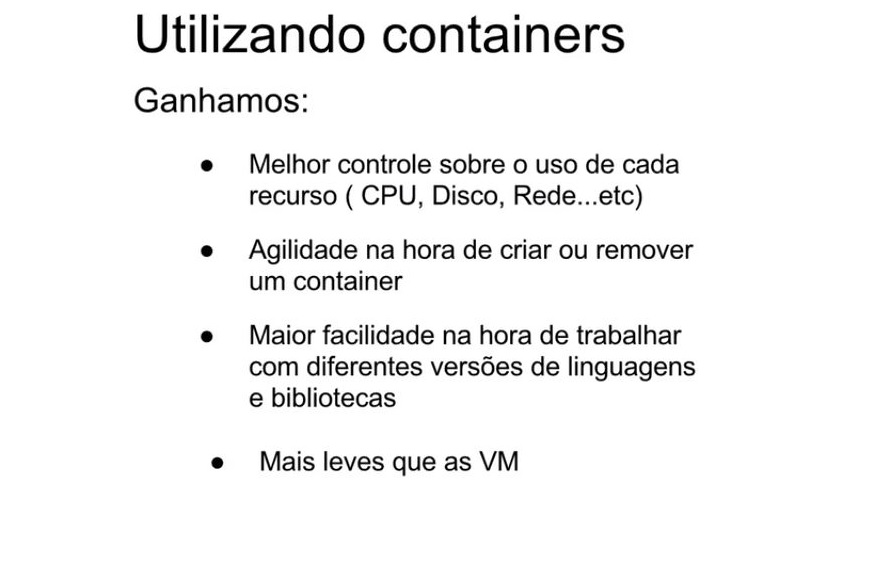 Utilizando containers
Ganhamos:
● Melhor controle sobre o uso de cada
recurso ( CPU, Disco, Rede...etc)
● Agilidade na hora de criar ou remover
um container
● Maior facilidade na hora de trabalhar
com diferentes versões de linguagens
e bibliotecas
● Mais leves que as VM